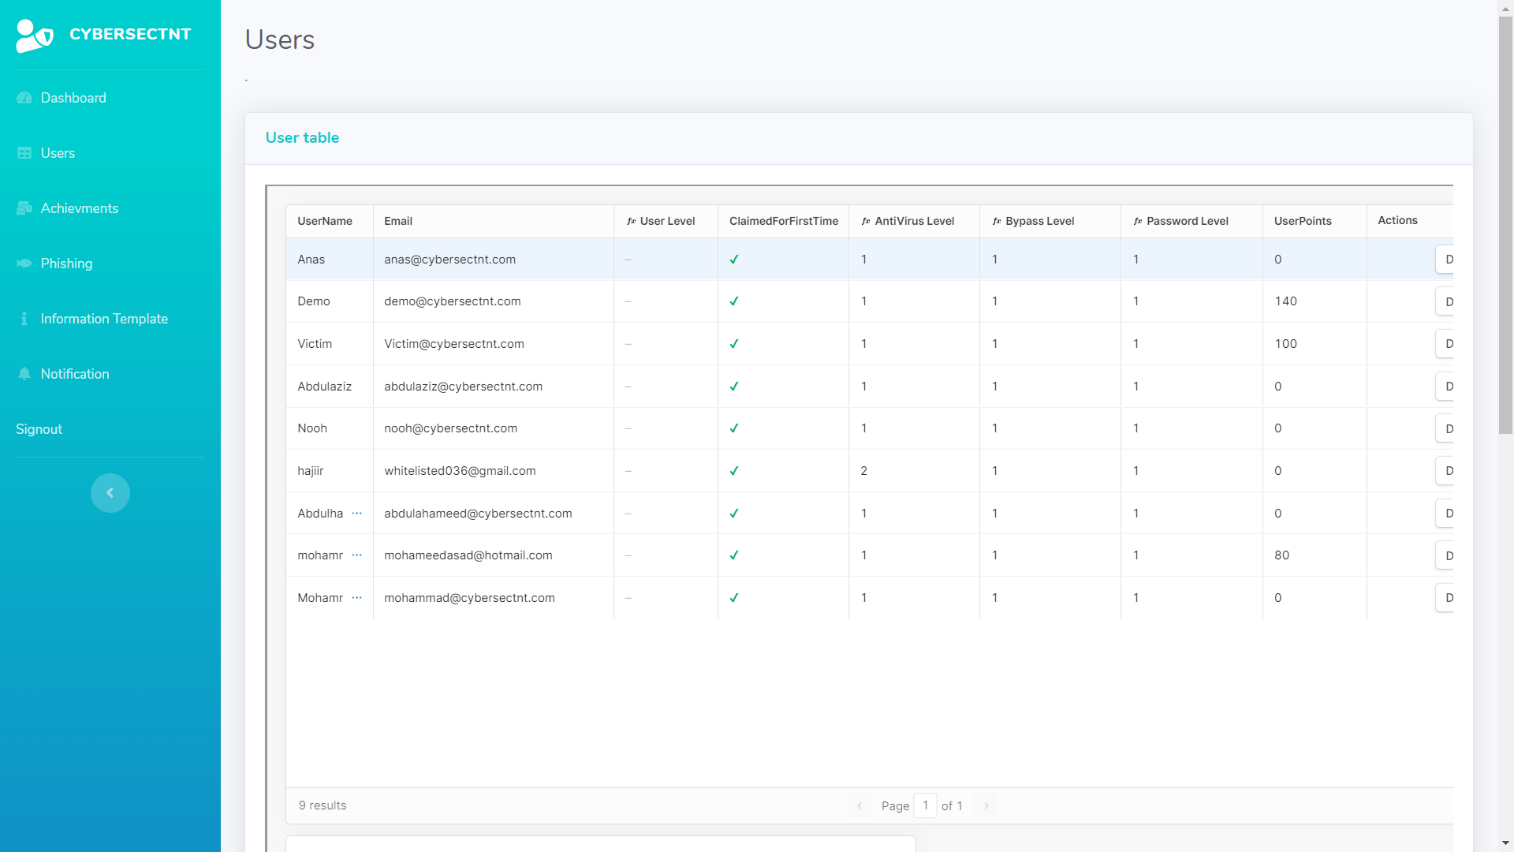 CYBERSECTNT
Dashboard
Users
Achievments
Phishing
Information Template
Notification
Signout
Users
.
User table
UserName Email fx User Level ClaimedForFirstTime fx AntiVirus Level fx Bypass Level fx Password Level UserPoints Actions
Anas anas@cybersectnt.com – ✓ 1 1 1 0 D
Demo demo@cybersectnt.com – ✓ 1 1 1 140 D
Victim Victim@cybersectnt.com – ✓ 1 1 1 100 D
Abdulaziz abdulaziz@cybersectnt.com – ✓ 1 1 1 0 D
Nooh nooh@cybersectnt.com – ✓ 1 1 1 0 D
hajiir whitelisted036@gmail.com – ✓ 2 1 1 0 D
Abdulha ... abdulahameed@cybersectnt.com – ✓ 1 1 1 0 D
mohamr ... mohameedasad@hotmail.com – ✓ 1 1 1 80 D
Mohamr ... mohammad@cybersectnt.com – ✓ 1 1 1 0 D
9 results Page 1 of 1